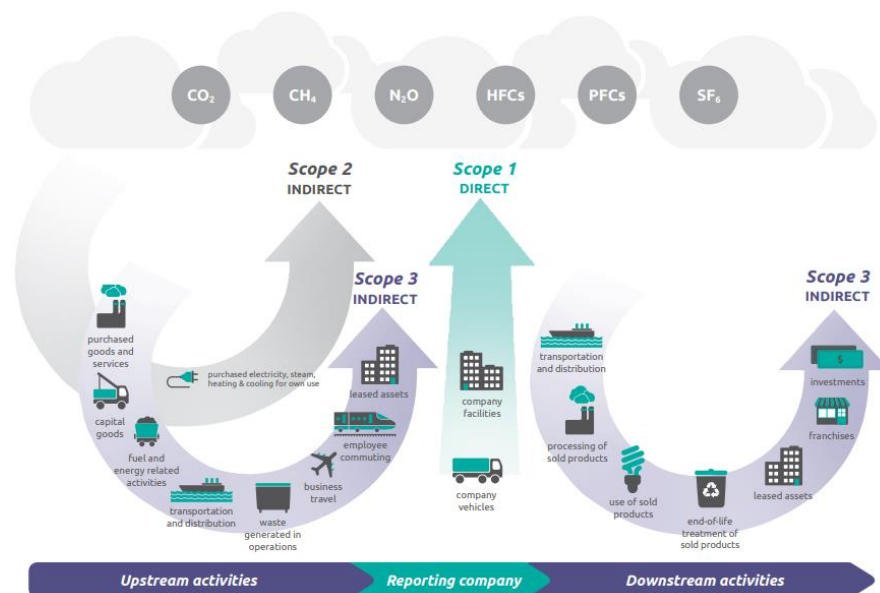 CO₂
CH₄
N₂O
HFCs
PFCs
SF₆
Scope 2
INDIRECT
Scope 1
DIRECT
Scope 3
INDIRECT
Scope 3
INDIRECT
purchased
goods and
services
capital
goods
fuel and
energy related
activities
transportation
and distribution
waste
generated in
operations
business
travel
employee
commuting
leased assets
purchased electricity, steam,
heating & cooling for own use
company
facilities
company
vehicles
transportation
and distribution
processing of
sold products
use of sold
products
end-of-life
treatment of
sold products
leased assets
franchises
$
investments
Upstream activities
Reporting company
Downstream activities